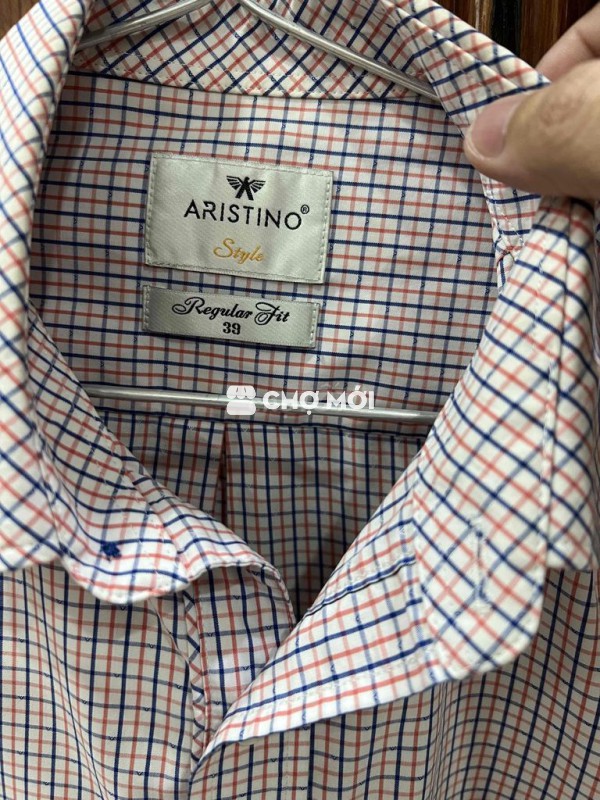 ARISTINO®
Style
Regular Fit
39
CHỢ MỚI